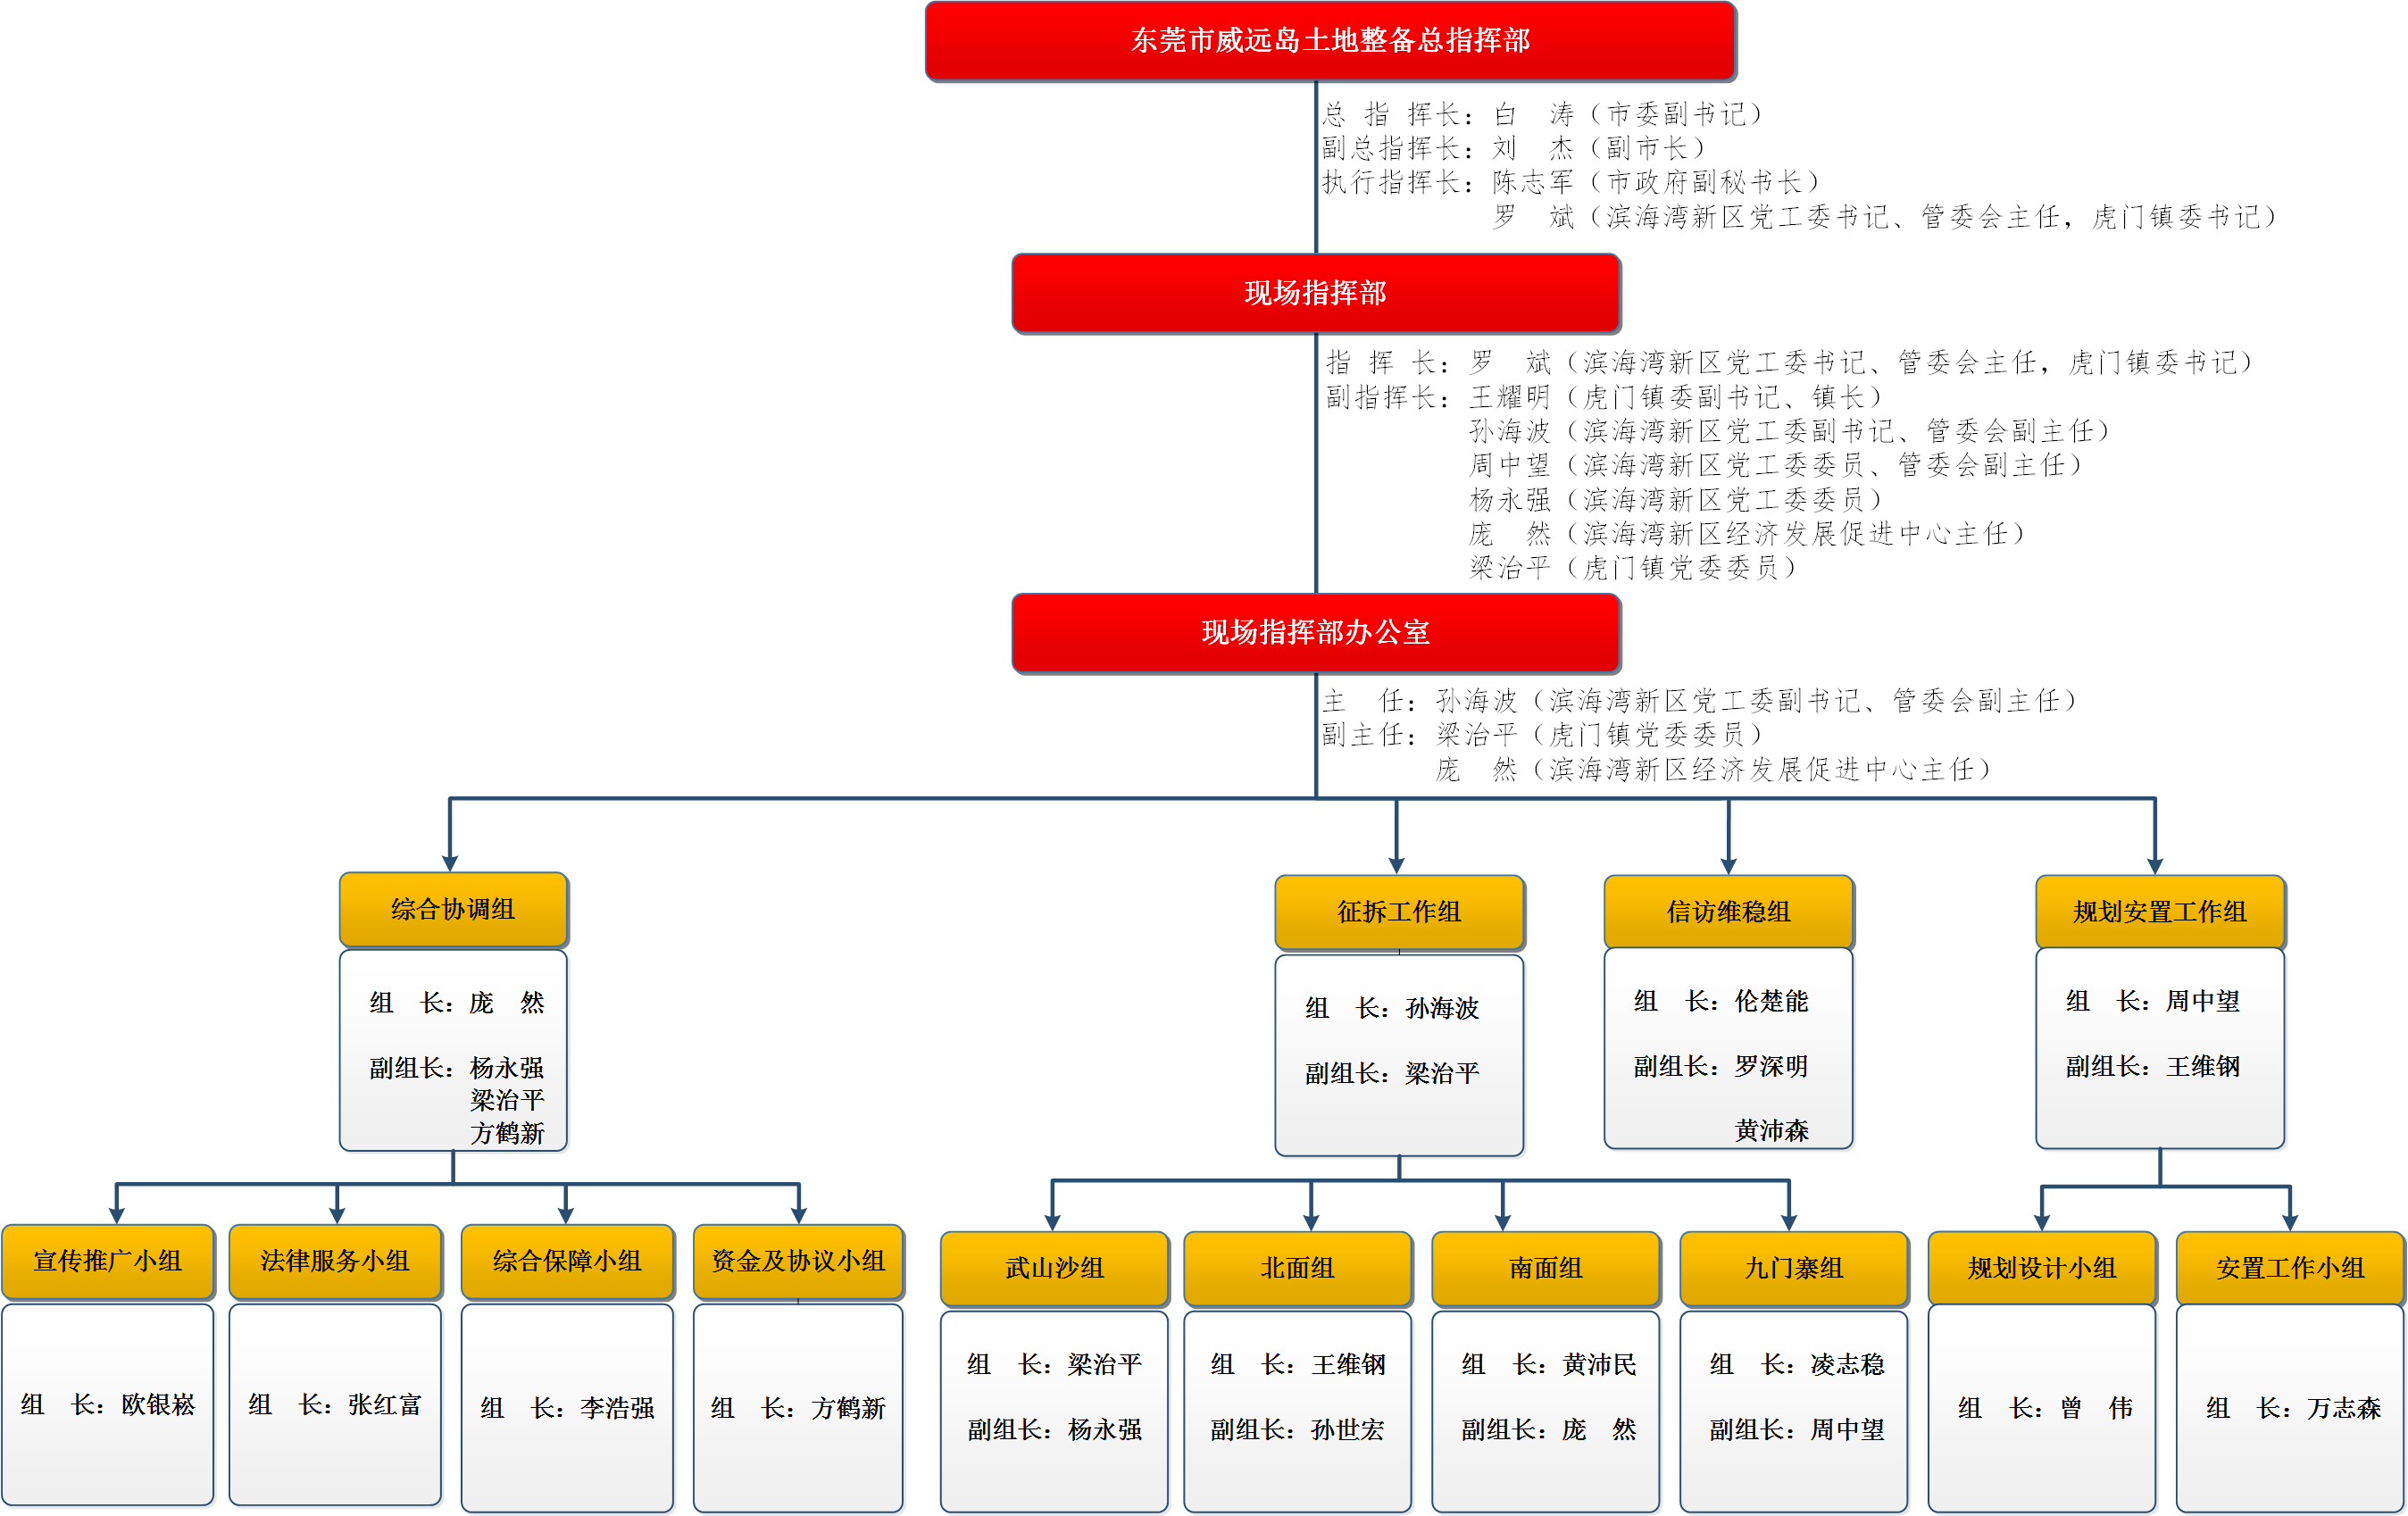 东莞市威远岛土地整备总指挥部
总 指 挥长：白　涛（市委副书记）
副总指挥长：刘　杰（副市长）
执行指挥长：陈志军（市政府副秘书长）
罗　斌（滨海湾新区党工委书记、管委会主任，虎门镇委书记）
现场指挥部
指 挥 长：罗　斌（滨海湾新区党工委书记、管委会主任，虎门镇委书记）
副指挥长：王耀明（虎门镇委副书记、镇长）
孙海波（滨海湾新区党工委副书记、管委会副主任）
周中望（滨海湾新区党工委委员、管委会副主任）
杨永强（滨海湾新区党工委委员）
庞　然（滨海湾新区经济发展促进中心主任）
梁治平（虎门镇党委委员）
现场指挥部办公室
主　任：孙海波（滨海湾新区党工委副书记、管委会副主任）
副主任：梁治平（虎门镇党委委员）
庞　然（滨海湾新区经济发展促进中心主任）
综合协调组
组　长：庞　然
副组长：杨永强
梁治平
方鹤新
征拆工作组
组　长：孙海波
副组长：梁治平
信访维稳组
组　长：伦楚能
副组长：罗深明
黄沛森
规划安置工作组
组　长：周中望
副组长：王维钢
宣传推广小组
组　长：欧银崧
法律服务小组
组　长：张红富
综合保障小组
组　长：李浩强
资金及协议小组
组　长：方鹤新
武山沙组
组　长：梁治平
副组长：杨永强
北面组
组　长：王维钢
副组长：孙世宏
南面组
组　长：黄沛民
副组长：庞　然
九门寨组
组　长：凌志稳
副组长：周中望
规划设计小组
组　长：曾　伟
安置工作小组
组　长：万志森